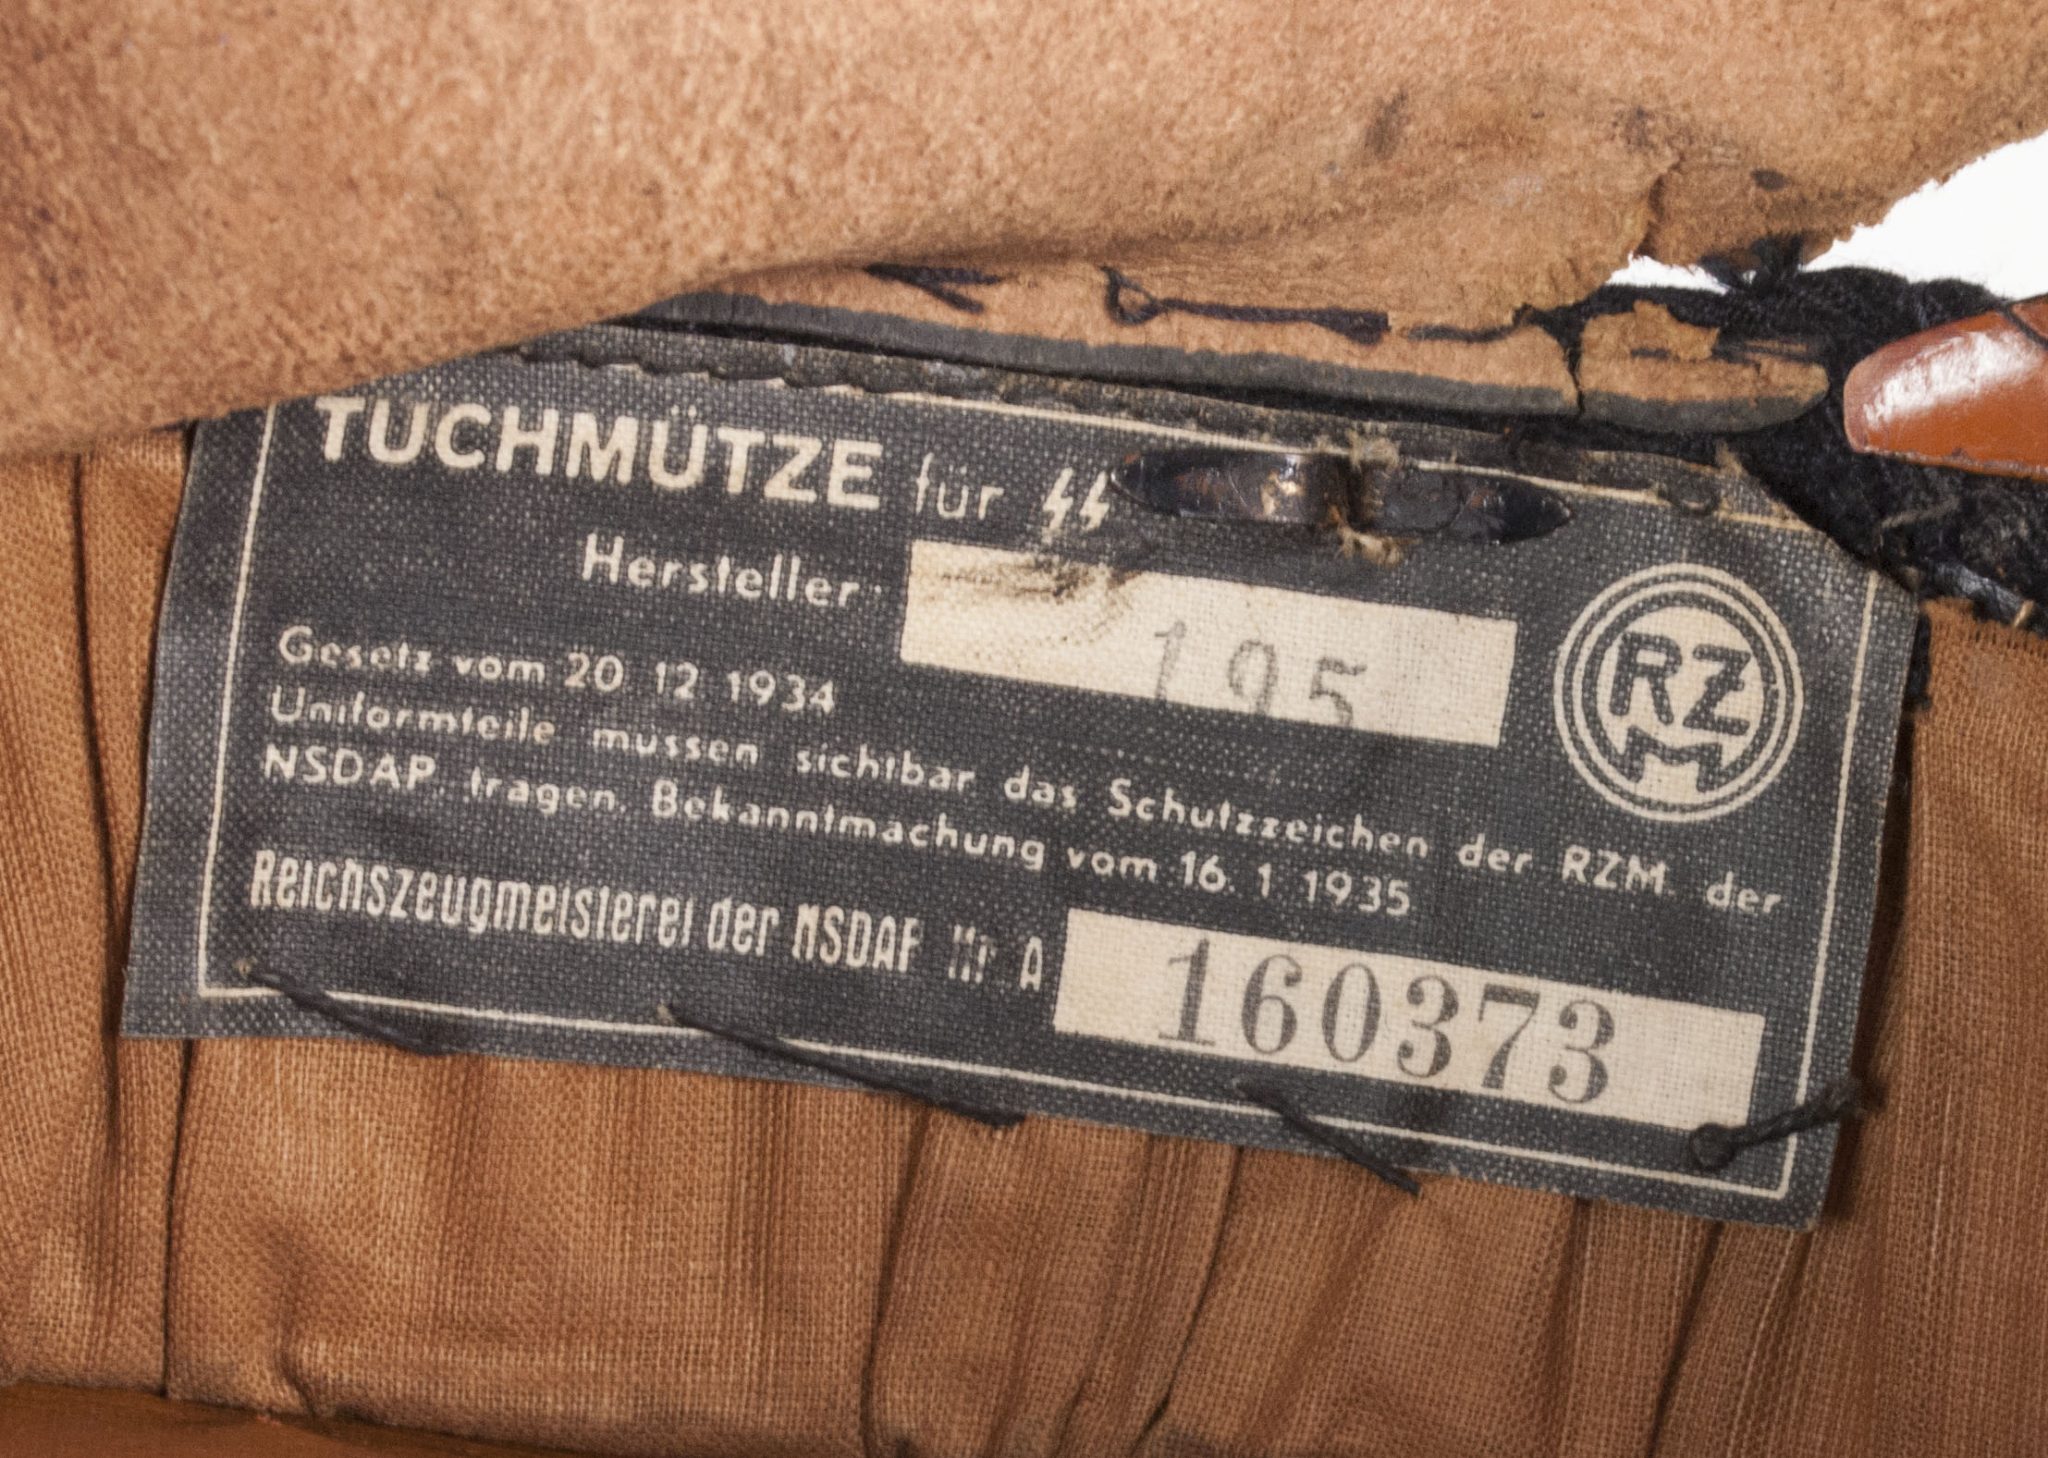 TUCHMÜTZE für SS
Hersteller 195
RZM
Gesetz vom 20. 12 1934
Uniformteile müssen sichtbar das Schutzzeichen der RZM. der
NSDAP. tragen. Bekanntmachung vom 16. 1 1935
Reichszeugmeisterei der NSDAP Nr A 160373